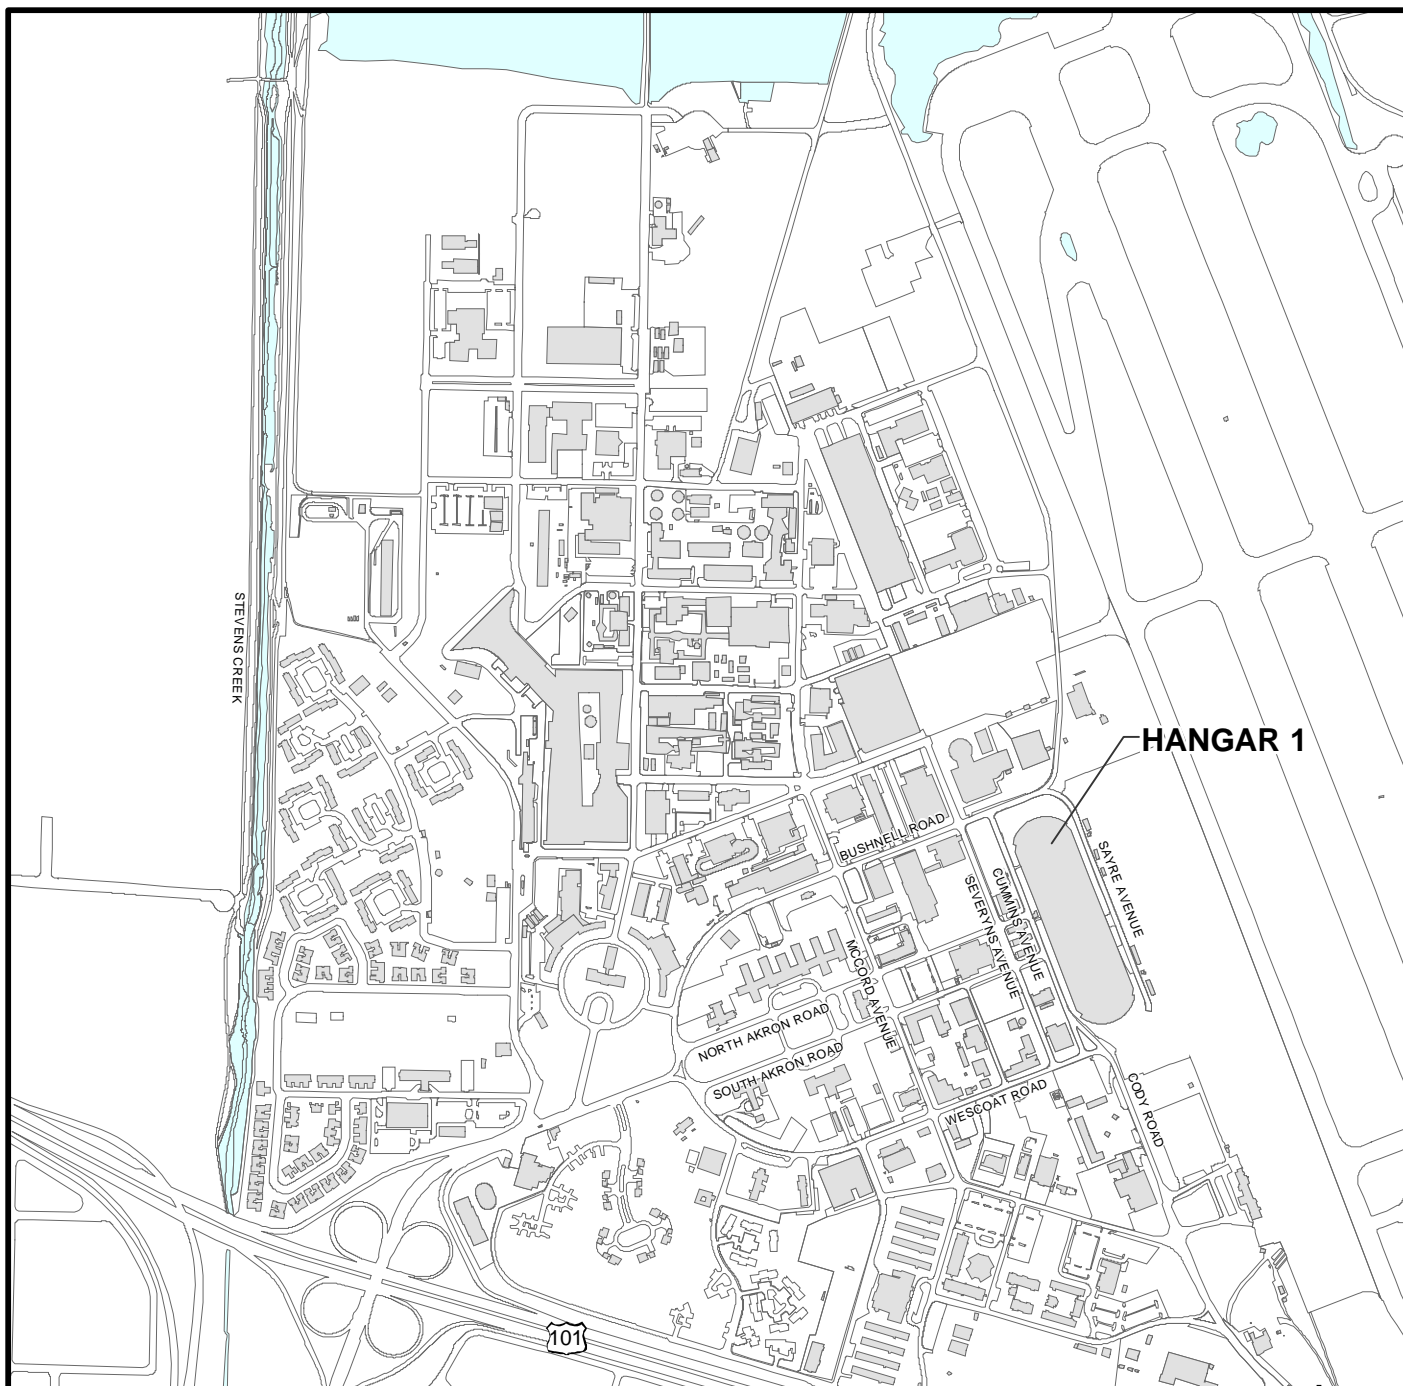 STEVENS CREEK
HANGAR 1
BUSHNELL ROAD
SAYRE AVENUE
CUMMINS AVENUE
SEVERYNS AVENUE
MCCORD AVENUE
NORTH AKRON ROAD
SOUTH AKRON ROAD
WESCOAT ROAD
CODY ROAD
101